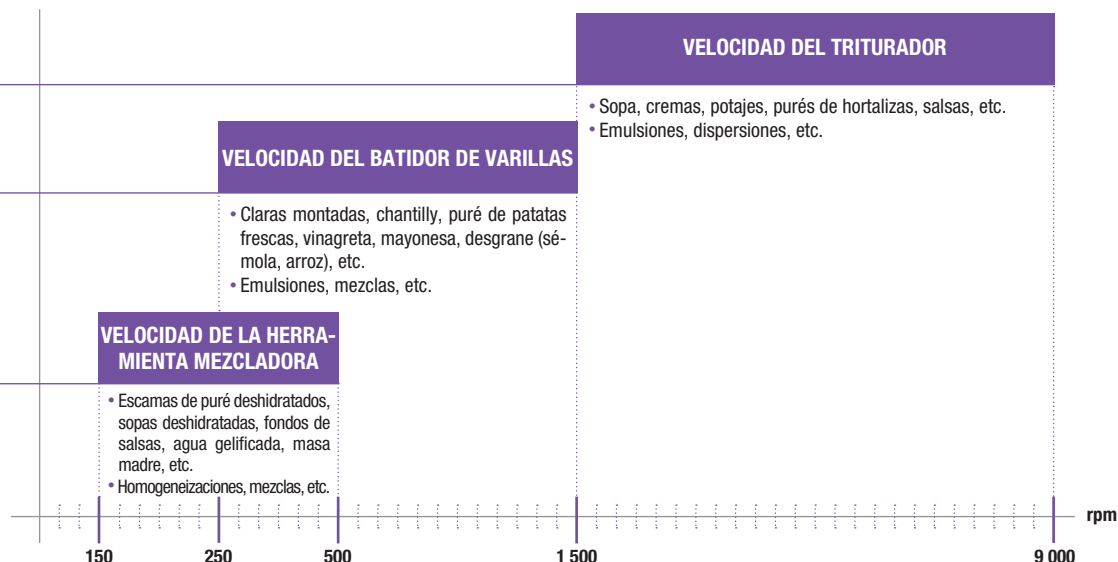 VELOCIDAD DEL TRITURADOR
• Sopa, cremas, potajes, purés de hortalizas, salsas, etc.
• Emulsiones, dispersiones, etc.
VELOCIDAD DEL BATIDOR DE VARILLAS
• Claras montadas, chantilly, puré de patatas
frescas, vinagreta, mayonesa, desgrane (sé-
mola, arroz), etc.
• Emulsiones, mezclas, etc.
VELOCIDAD DE LA HERRA-
MIENTA MEZCLADORA
• Escamas de puré deshidratados,
sopas deshidratadas, fondos de
salsas, agua gelificada, masa
madre, etc.
• Homogeneizaciones, mezclas, etc.
rpm
150 250 500 1 500 9 000